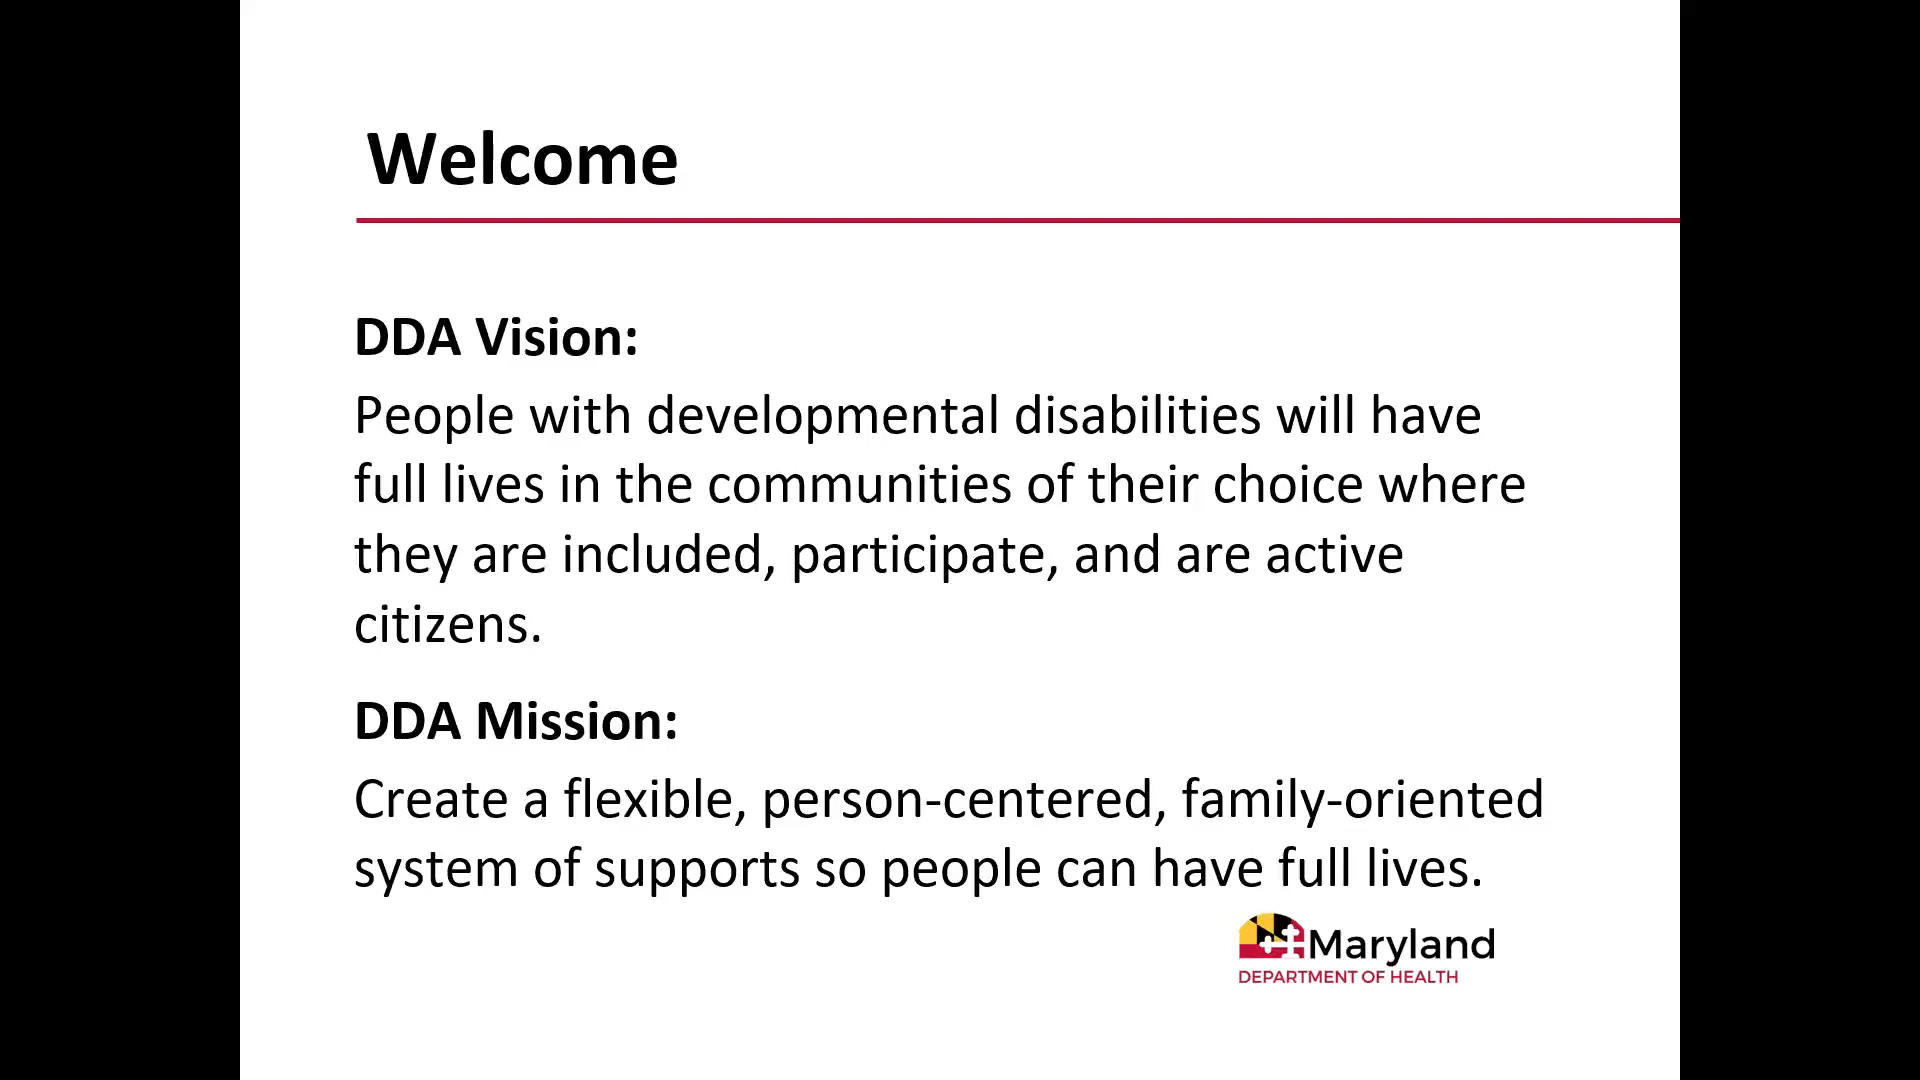 Welcome
DDA Vision:
People with developmental disabilities will have
full lives in the communities of their choice where
they are included, participate, and are active
citizens.
DDA Mission:
Create a flexible, person-centered, family-oriented
system of supports so people can have full lives.
Maryland
DEPARTMENT OF HEALTH